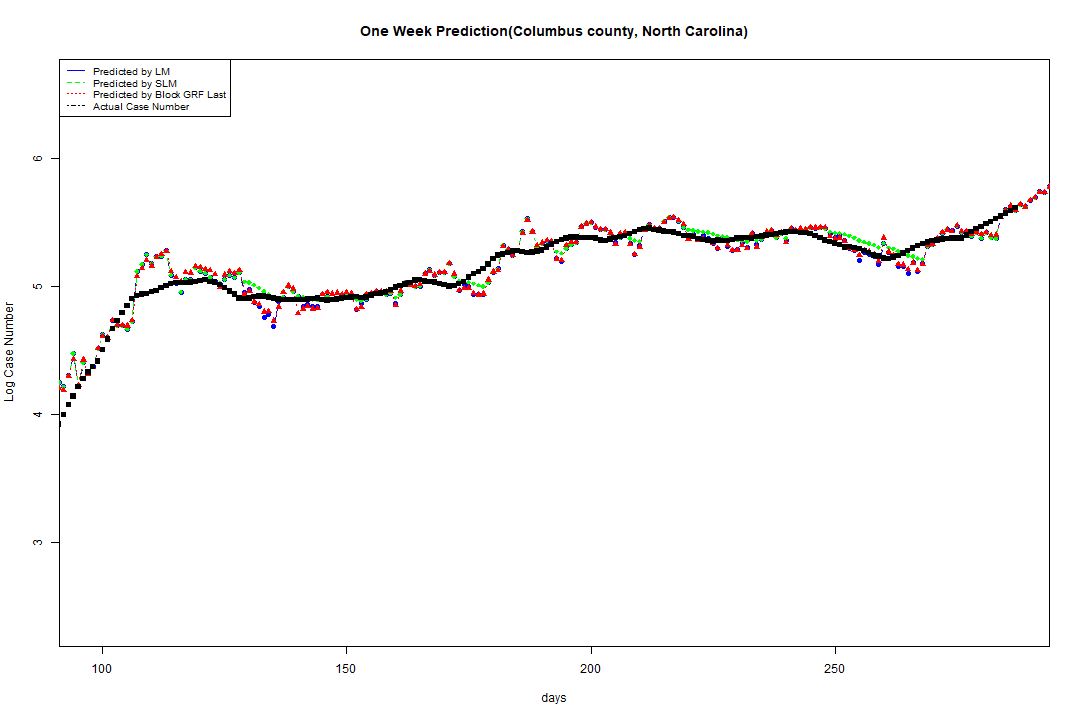 One Week Prediction(Columbus county, North Carolina)
Predicted by LM
Predicted by SLM
Predicted by Block GRF Last
Actual Case Number
6
5
4
3
Log Case Number
100 150 200 250
days